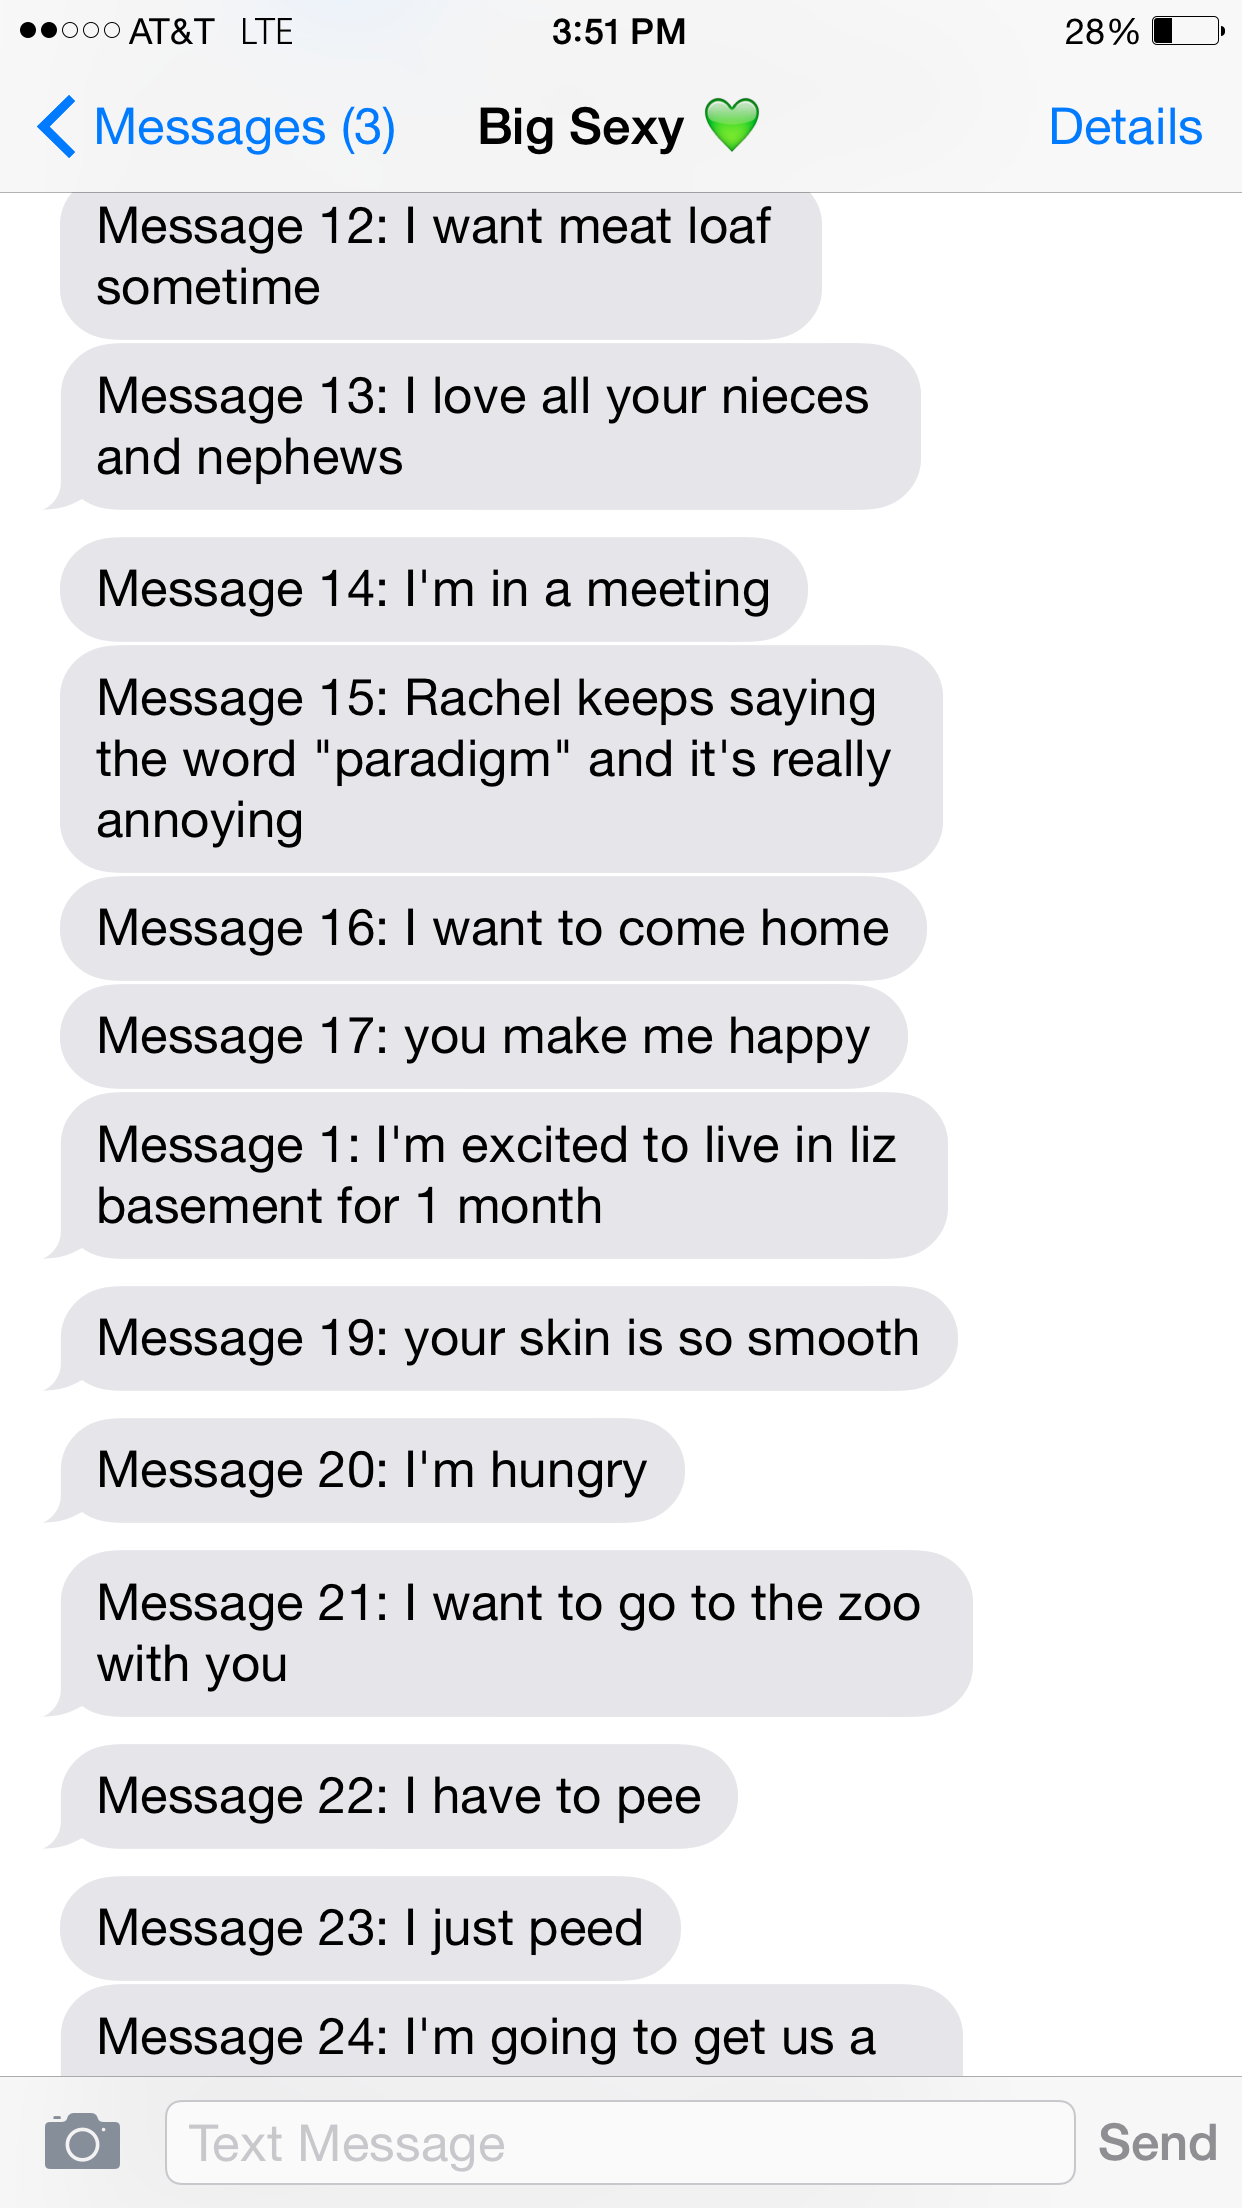 AT&T LTE 3:51 PM 28%
Messages (3) Big Sexy 💚 Details
Message 12: I want meat loaf
sometime
Message 13: I love all your nieces
and nephews
Message 14: I'm in a meeting
Message 15: Rachel keeps saying
the word "paradigm" and it's really
annoying
Message 16: I want to come home
Message 17: you make me happy
Message 1: I'm excited to live in liz
basement for 1 month
Message 19: your skin is so smooth
Message 20: I'm hungry
Message 21: I want to go to the zoo
with you
Message 22: I have to pee
Message 23: I just peed
Message 24: I'm going to get us a
Text Message Send